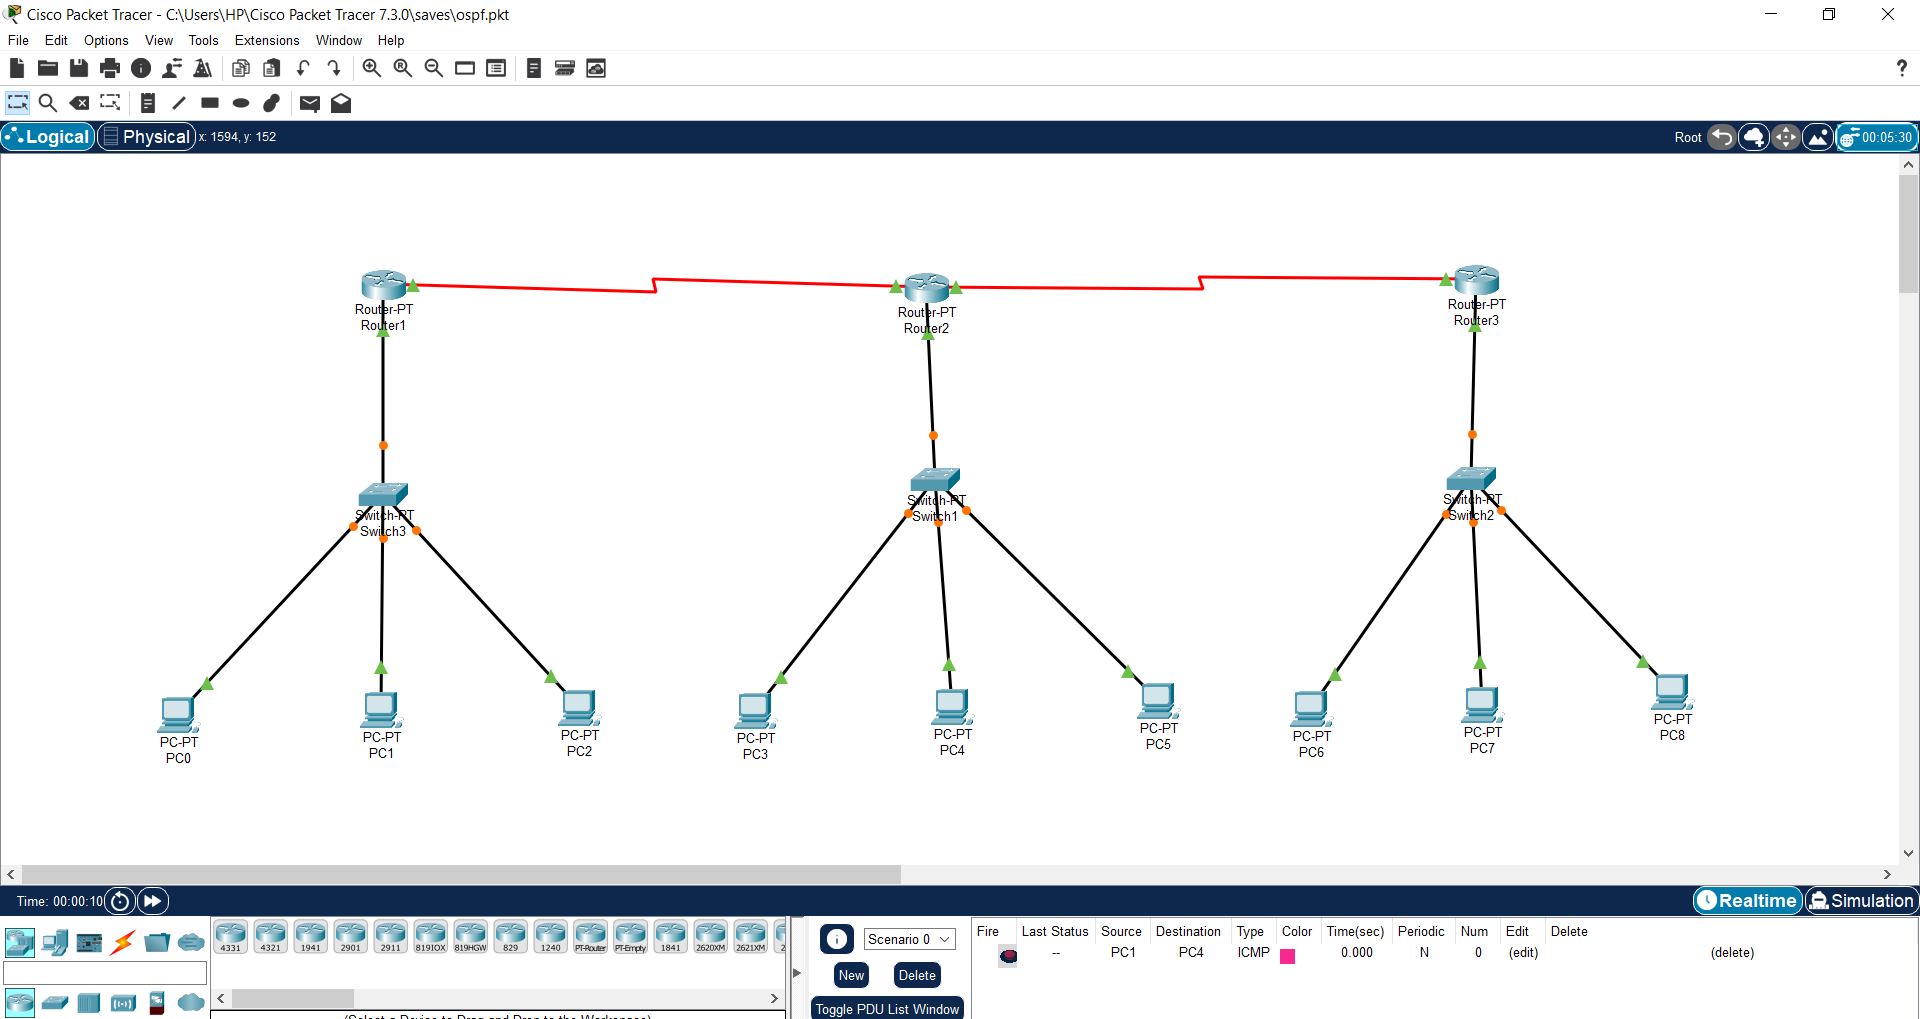 Cisco Packet Tracer - C:\Users\HP\Cisco Packet Tracer 7.3.0\saves\ospf.pkt
File Edit Options View Tools Extensions Window Help
?
Logical Physical x: 1594, y: 152 Root 00:05:30
Router-PT
Router1
Router-PT
Router2
Router-PT
Router3
Switch-PT
Switch3
Switch-PT
Switch1
Switch-PT
Switch2
PC-PT
PC0
PC-PT
PC1
PC-PT
PC2
PC-PT
PC3
PC-PT
PC4
PC-PT
PC5
PC-PT
PC6
PC-PT
PC7
PC-PT
PC8
Time: 00:00:10 Realtime Simulation
4331 4321 1941 2901 2911 819IOX 819HGW 829 1240 PT-Router PT-Empty 1841 2620XM 2621XM 2
(Select a Device to Drag and Drop to the Workspace)
Scenario 0
New Delete
Toggle PDU List Window
Fire Last Status Source Destination Type Color Time(sec) Periodic Num Edit Delete
-- PC1 PC4 ICMP 0.000 N 0 (edit) (delete)